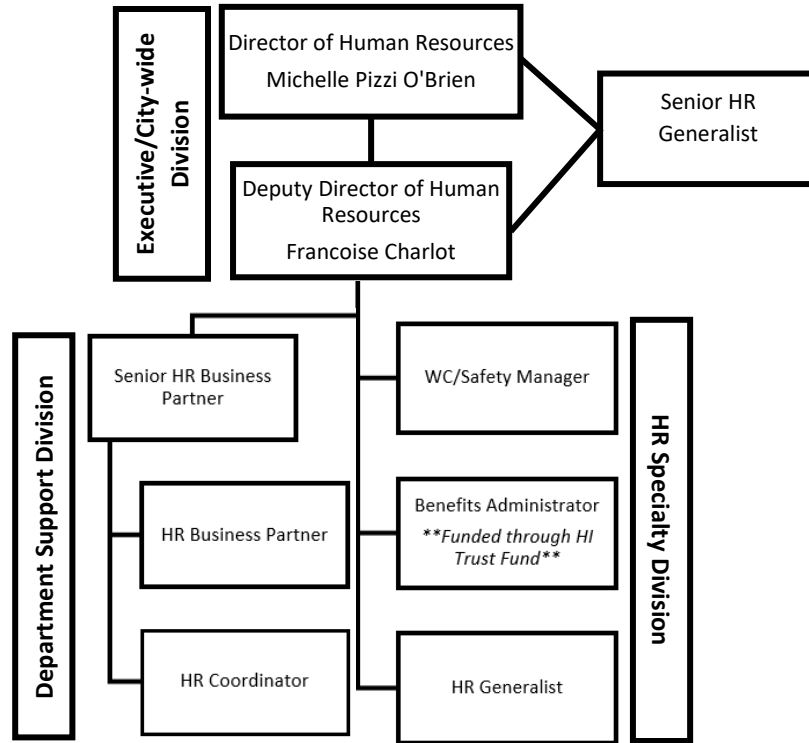 Executive/City-wide
Division
Director of Human Resources
Michelle Pizzi O'Brien
Senior HR
Generalist
Deputy Director of Human
Resources
Francoise Charlot
Department Support Division
Senior HR Business
Partner
HR Business Partner
HR Coordinator
WC/Safety Manager
Benefits Administrator
**Funded through HI
Trust Fund**
HR Generalist
HR Specialty Division